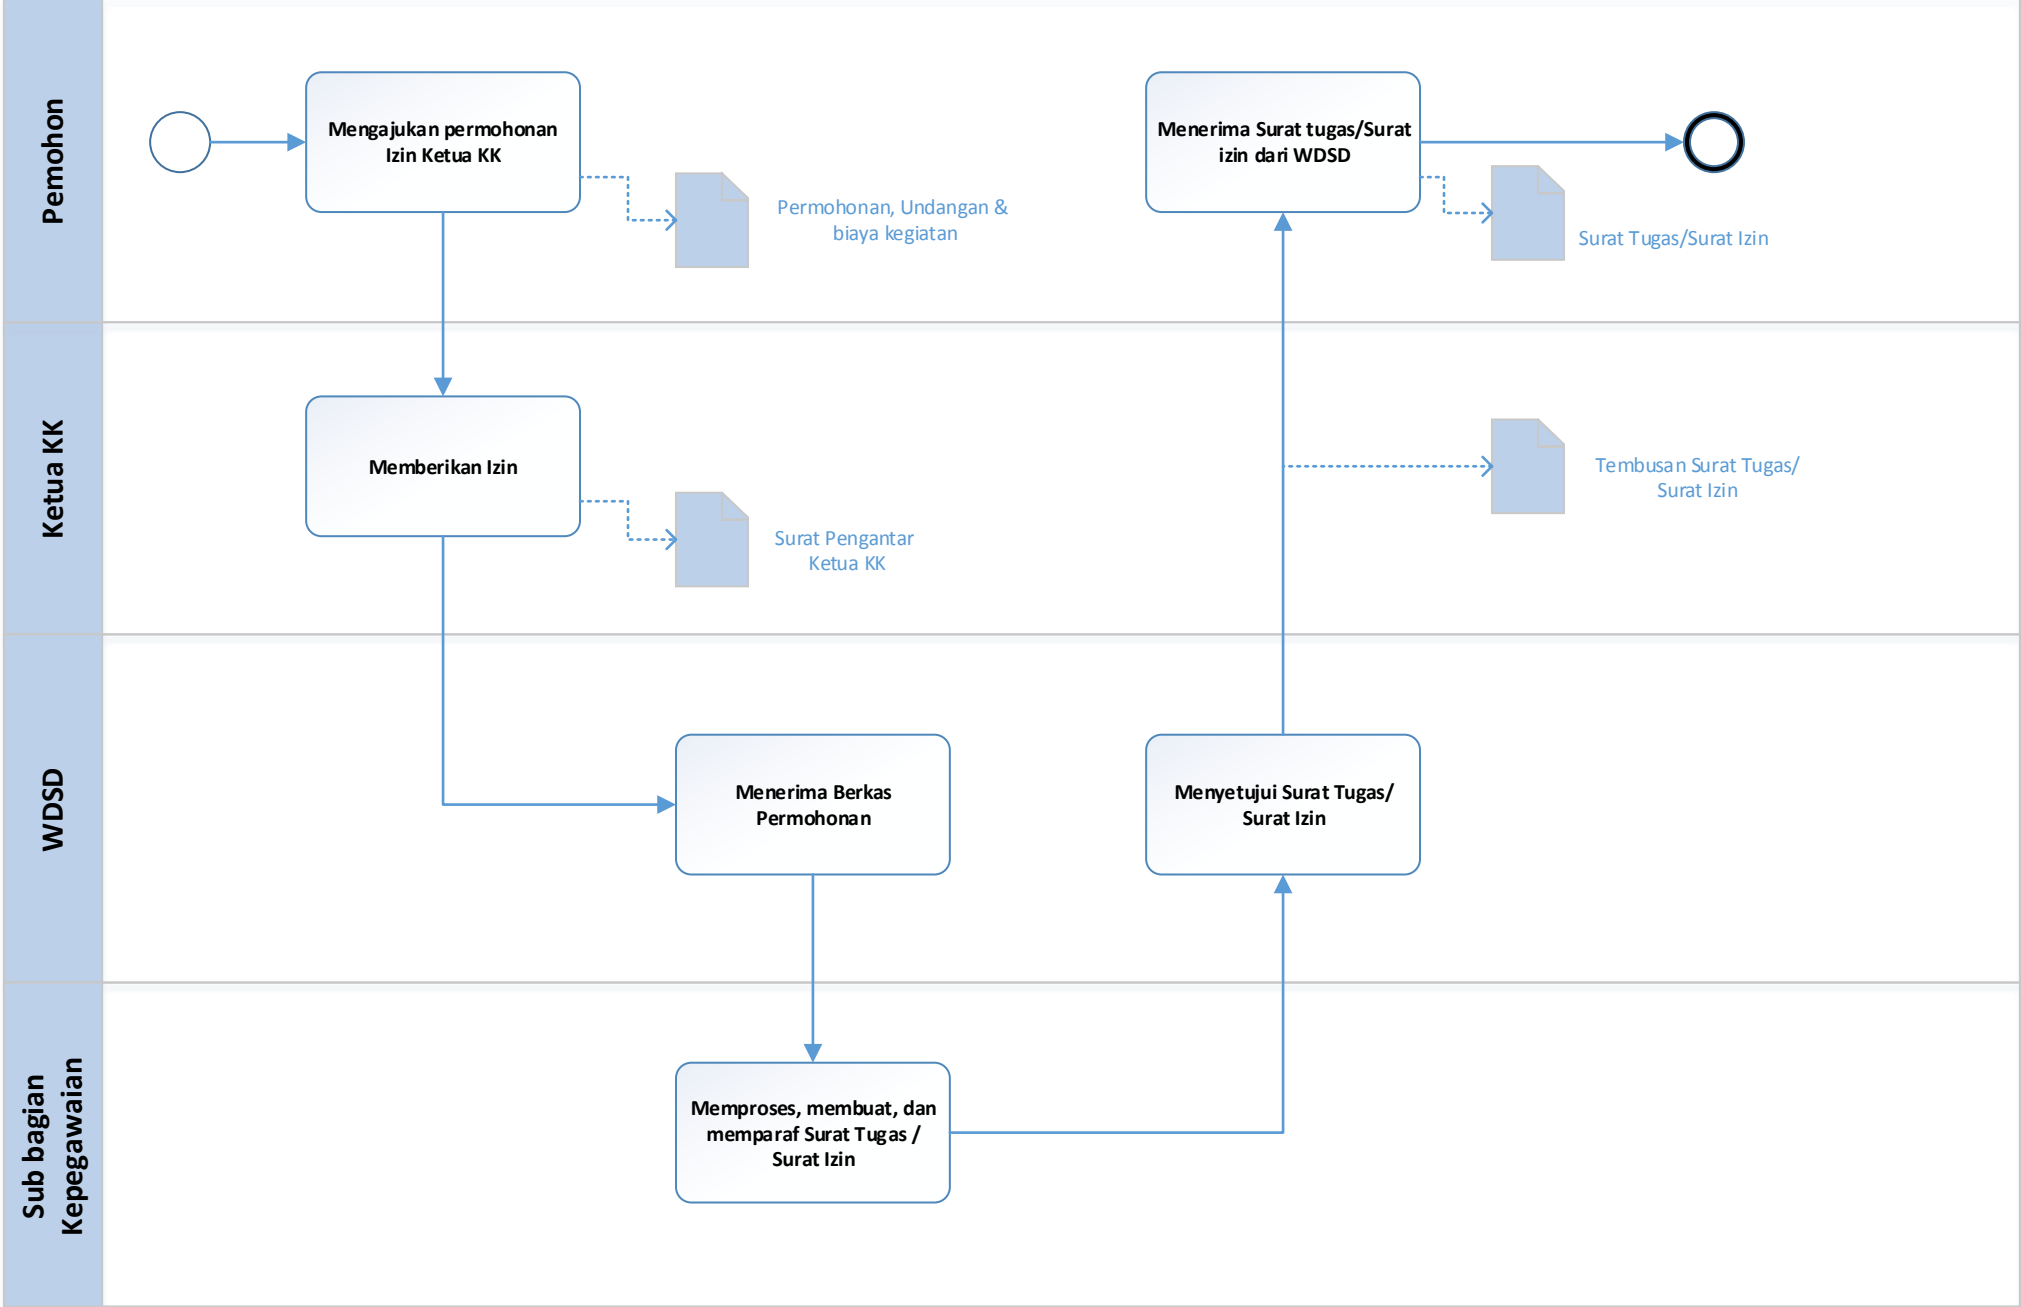 Pemohon
Mengajukan permohonan
Izin Ketua KK
Permohonan, Undangan &
biaya kegiatan
Menerima Surat tugas/Surat
izin dari WDSD
Surat Tugas/Surat Izin
Ketua KK
Memberikan Izin
Surat Pengantar
Ketua KK
Tembusan Surat Tugas/
Surat Izin
WDSD
Menerima Berkas
Permohonan
Menyetujui Surat Tugas/
Surat Izin
Sub bagian
Kepegawaian
Memproses, membuat, dan
memparaf Surat Tugas /
Surat Izin